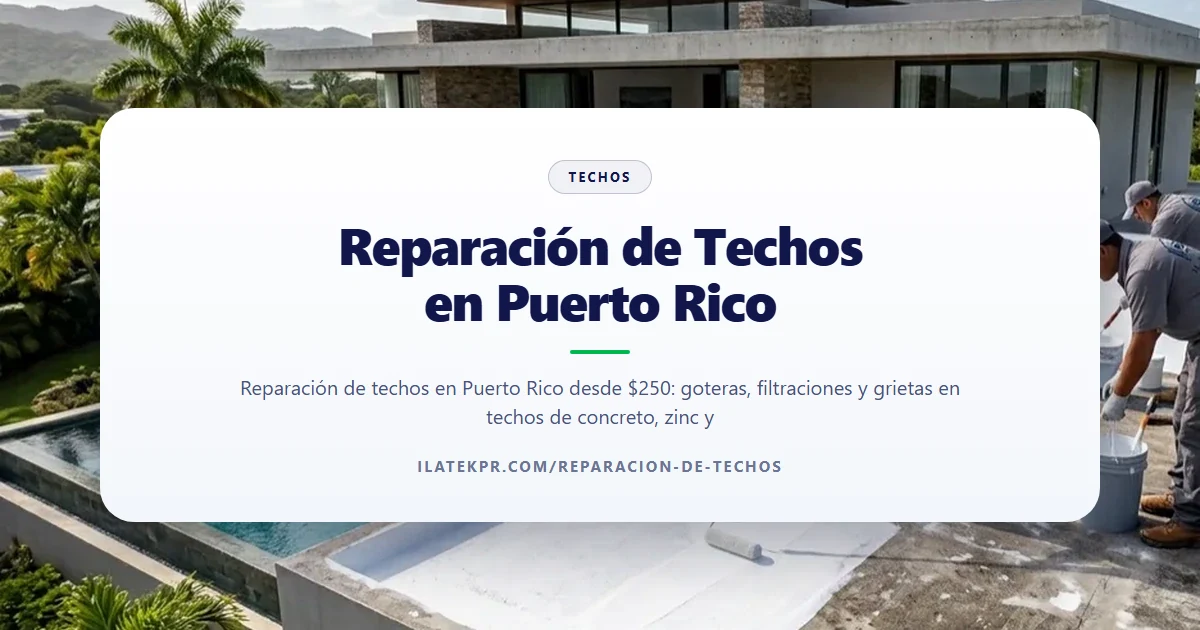 TECHOS
Reparación de Techos
en Puerto Rico
Reparación de techos en Puerto Rico desde $250: goteras, filtraciones y grietas en
techos de concreto, zinc y
ILATEKPR.COM/REPARACION-DE-TECHOS